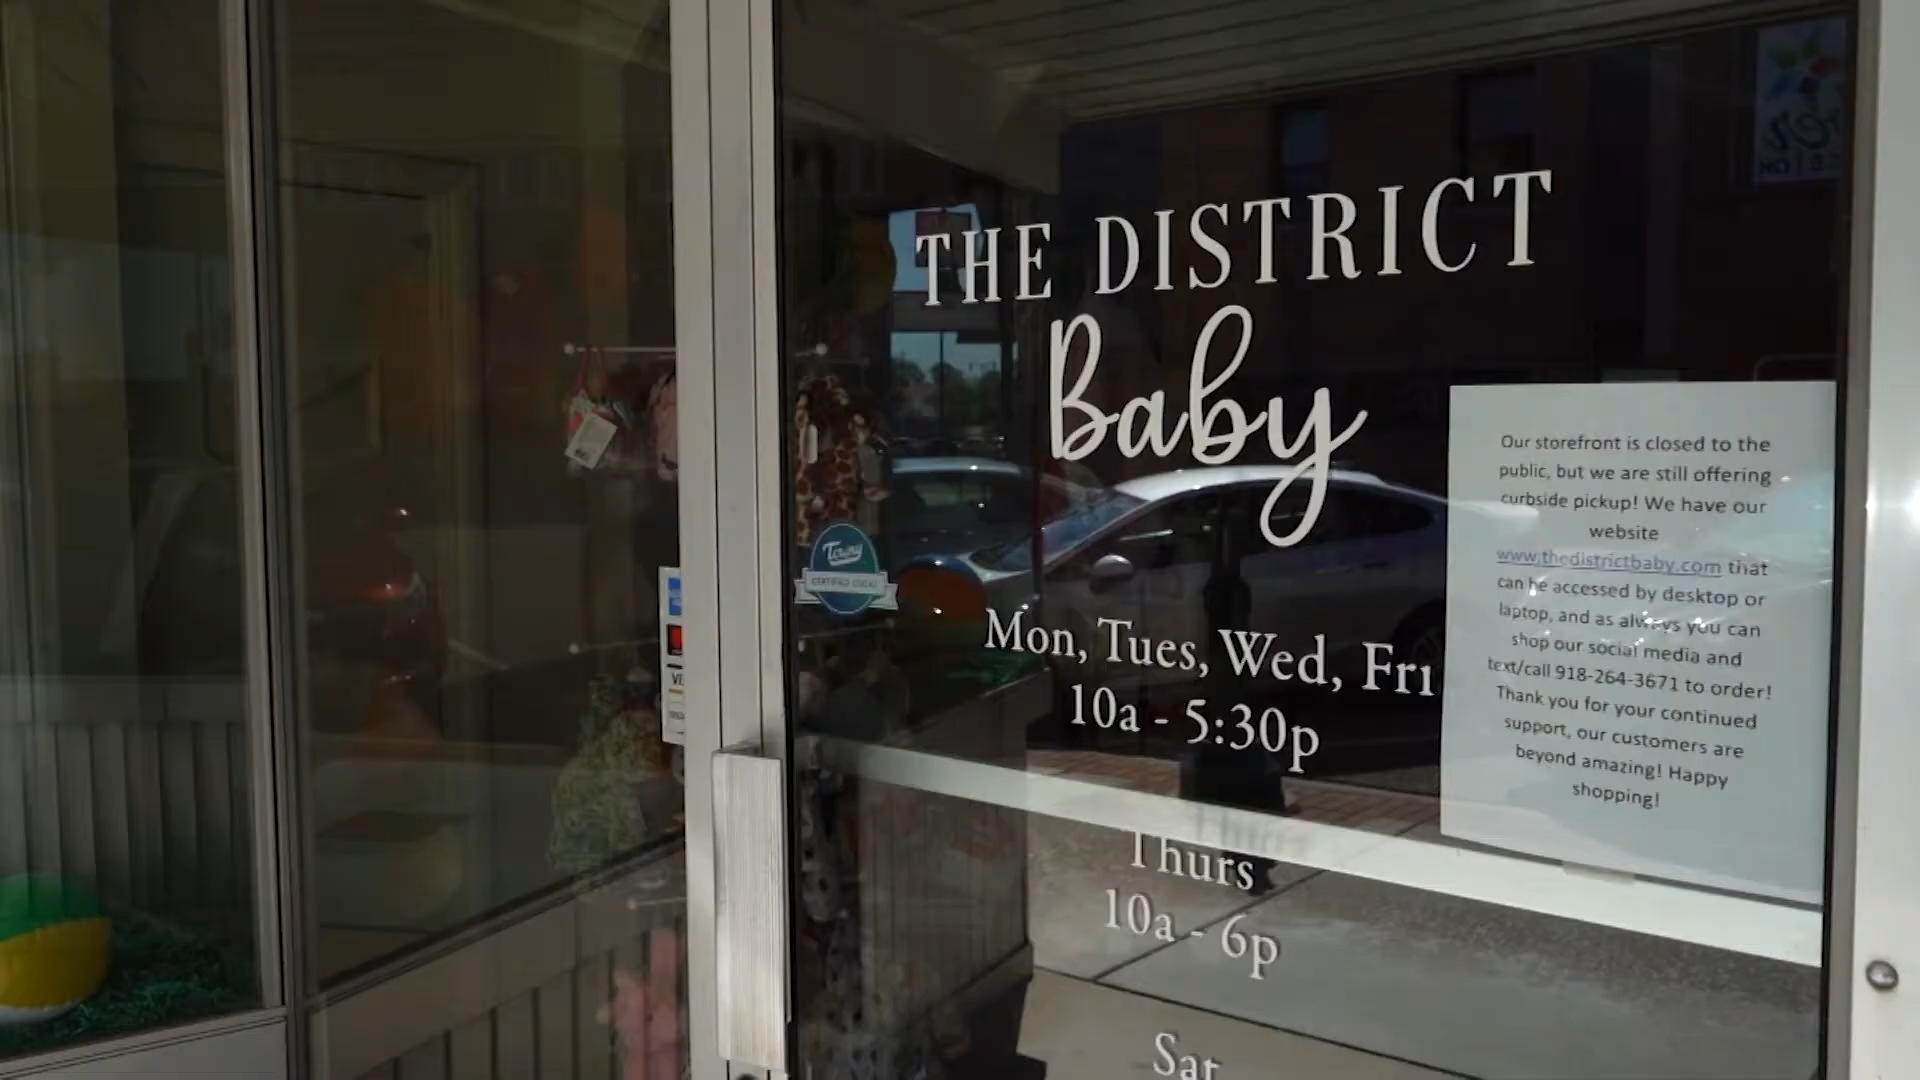 THE DISTRICT
Baby
Mon, Tues, Wed, Fri
10a - 5:30p
Thurs
10a - 6p
Sat
CERTIFIED LOCAL
Our storefront is closed to the
public, but we are still offering
curbside pickup! We have our
website
www.thedistrictbaby.com that
can be accessed by desktop or
laptop, and as always you can
shop our social media and
text/call 918-264-3671 to order!
Thank you for your continued
support, our customers are
beyond amazing! Happy
shopping!